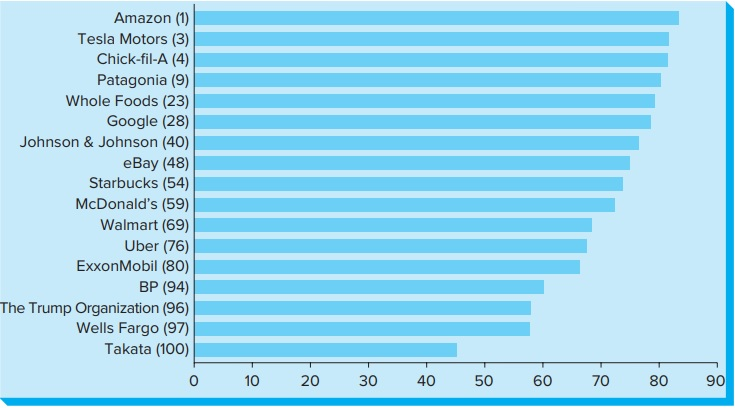 Amazon (1)
Tesla Motors (3)
Chick-fil-A (4)
Patagonia (9)
Whole Foods (23)
Google (28)
Johnson & Johnson (40)
eBay (48)
Starbucks (54)
McDonald's (59)
Walmart (69)
Uber (76)
ExxonMobil (80)
BP (94)
The Trump Organization (96)
Wells Fargo (97)
Takata (100)
0 10 20 30 40 50 60 70 80 90